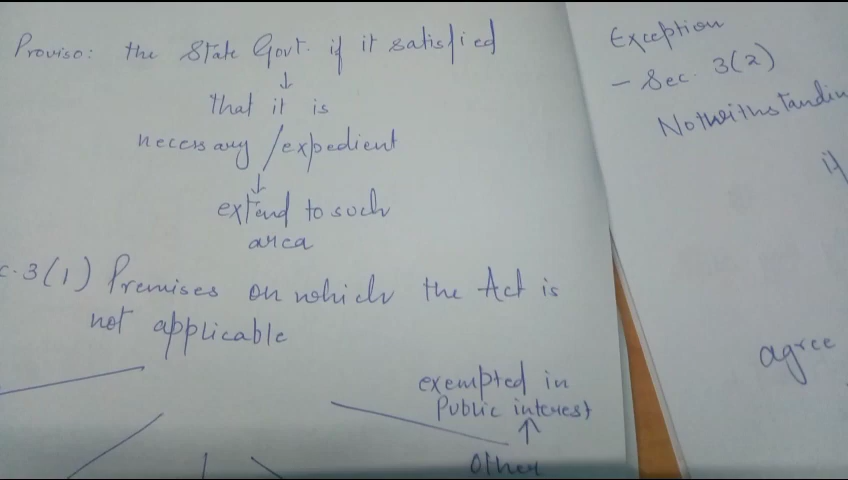 Proviso: the State Govt. if it satisfied
↓
that it is
necessary / expedient
↓
extend to such
area
c. 3(1) Premises on which the Act is
not applicable
exempted in
Public interest
↑
Other
Exception
- Sec. 3(2)
Notwithstandin
if
agree